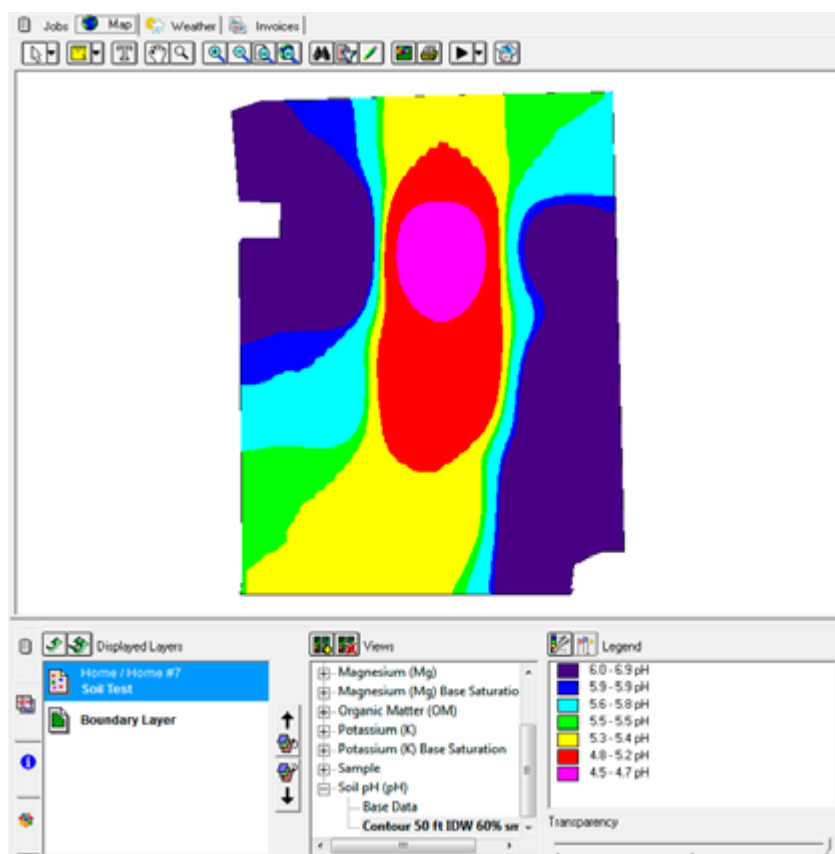 Jobs Map Weather Invoices
T
Displayed Layers
Home / Home #7
Soil Test
Boundary Layer
Views
Magnesium (Mg)
Magnesium (Mg) Base Saturatio
Organic Matter (OM)
Potassium (K)
Potassium (K) Base Saturation
Sample
Soil pH (pH)
Base Data
Contour 50 ft IDW 60% sm
Legend
6.0 - 6.9 pH
5.9 - 5.9 pH
5.6 - 5.8 pH
5.5 - 5.5 pH
5.3 - 5.4 pH
4.8 - 5.2 pH
4.5 - 4.7 pH
Transparency